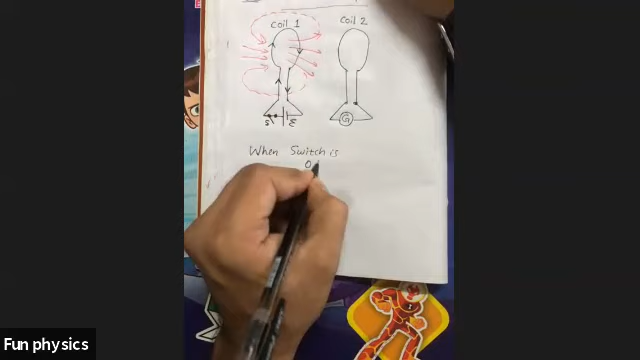 Coil 1 Coil 2
S ε G
When Switch is
Fun physics